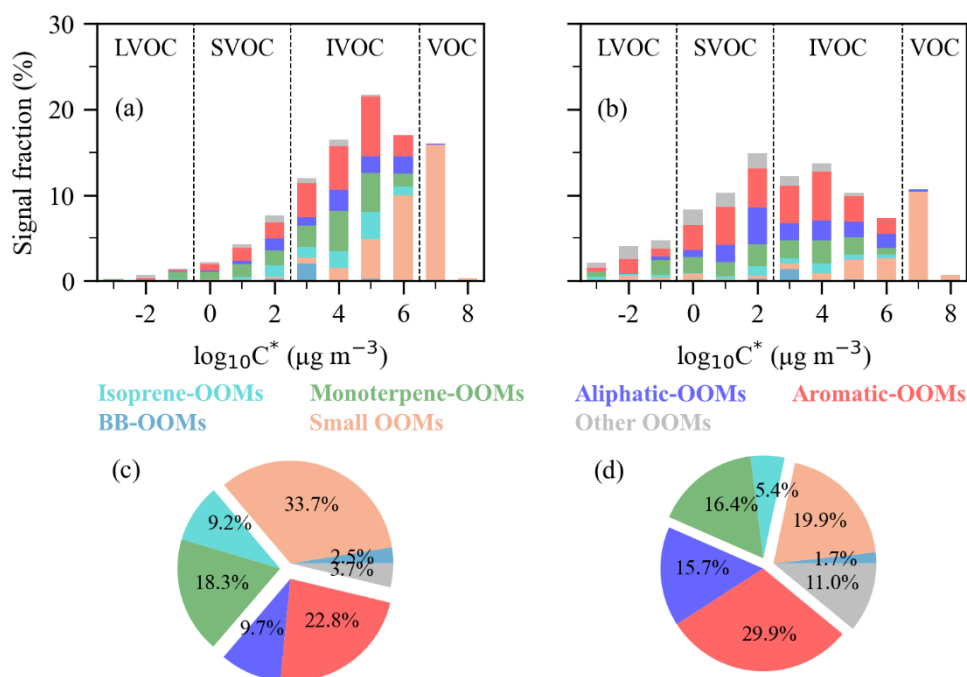 30
20
10
0
Signal fraction (%)
LVOC SVOC IVOC VOC
(a)
-2 0 2 4 6 8
log₁₀C* (μg m⁻³)
LVOC SVOC IVOC VOC
(b)
-2 0 2 4 6 8
log₁₀C* (μg m⁻³)
Isoprene-OOMs Monoterpene-OOMs Aliphatic-OOMs Aromatic-OOMs
BB-OOMs Small OOMs Other OOMs
(c)
33.7%
9.2%
2.5%
3.7%
18.3%
22.8%
9.7%
(d)
5.4%
16.4%
19.9%
1.7%
15.7%
11.0%
29.9%